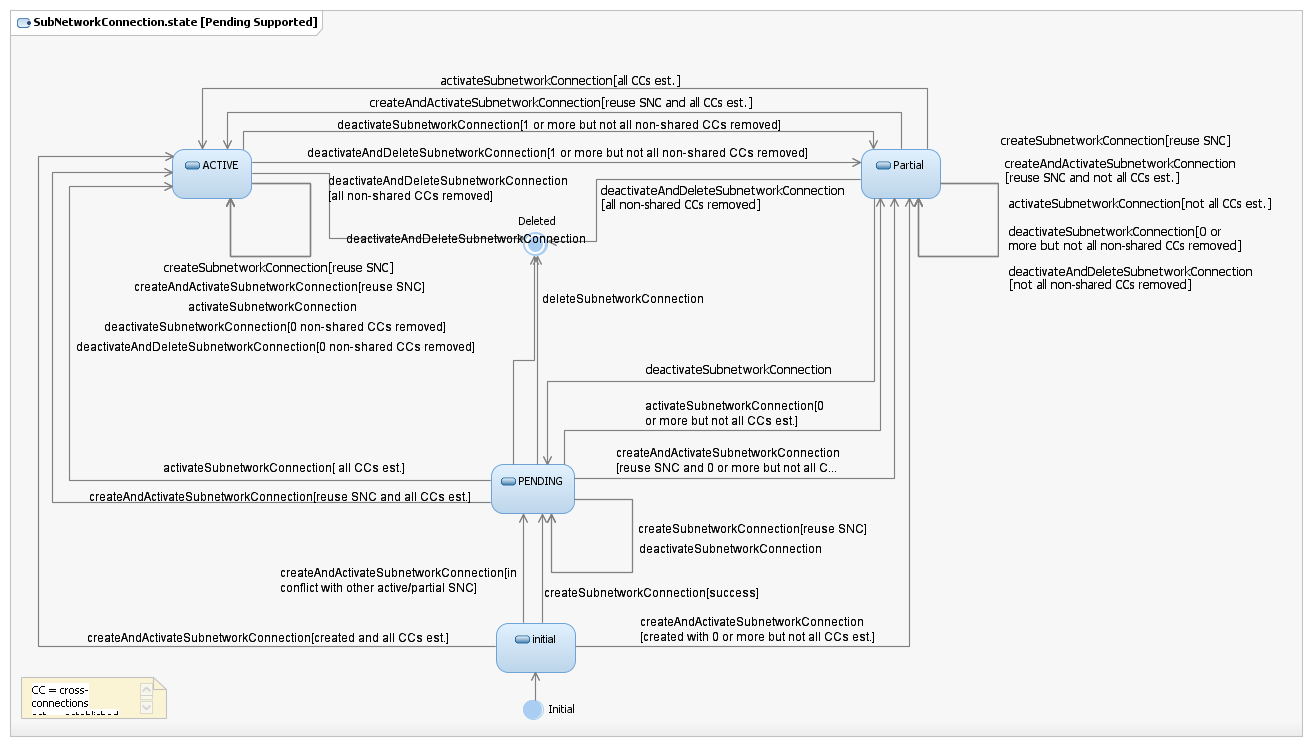 SubNetworkConnection.state [Pending Supported]
activateSubnetworkConnection[all CCs est.]
createAndActivateSubnetworkConnection[reuse SNC and all CCs est.]
deactivateSubnetworkConnection[1 or more but not all non-shared CCs removed]
deactivateAndDeleteSubnetworkConnection[1 or more but not all non-shared CCs removed]
ACTIVE
Partial
createSubnetworkConnection[reuse SNC]
createAndActivateSubnetworkConnection
[reuse SNC and not all CCs est.]
activateSubnetworkConnection[not all CCs est.]
deactivateSubnetworkConnection[0 or
more but not all non-shared CCs removed]
deactivateAndDeleteSubnetworkConnection
[not all non-shared CCs removed]
deactivateAndDeleteSubnetworkConnection
[all non-shared CCs removed]
deactivateAndDeleteSubnetworkConnection
[all non-shared CCs removed]
Deleted
deactivateAndDeleteSubnetworkConnection
createSubnetworkConnection[reuse SNC]
createAndActivateSubnetworkConnection[reuse SNC]
activateSubnetworkConnection
deactivateSubnetworkConnection[0 non-shared CCs removed]
deactivateAndDeleteSubnetworkConnection[0 non-shared CCs removed]
deleteSubnetworkConnection
deactivateSubnetworkConnection
activateSubnetworkConnection[0
or more but not all CCs est.]
createAndActivateSubnetworkConnection
[reuse SNC and 0 or more but not all C...
activateSubnetworkConnection[ all CCs est.]
createAndActivateSubnetworkConnection[reuse SNC and all CCs est.]
PENDING
createSubnetworkConnection[reuse SNC]
deactivateSubnetworkConnection
createAndActivateSubnetworkConnection[in
conflict with other active/partial SNC]
createSubnetworkConnection[success]
createAndActivateSubnetworkConnection
[created with 0 or more but not all CCs est.]
createAndActivateSubnetworkConnection[created and all CCs est.]
initial
Initial
CC = cross-
connections
est. = established